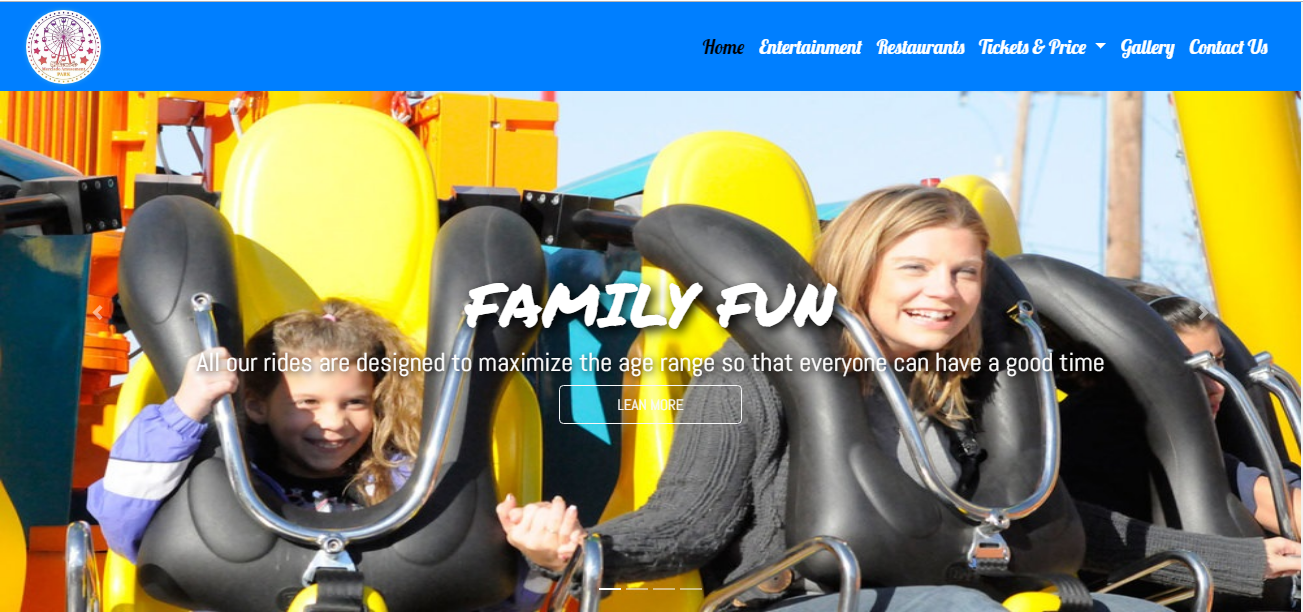 Home Entertainment Restaurants Tickets & Price Gallery Contact Us
PARK
FAMILY FUN
All our rides are designed to maximize the age range so that everyone can have a good time
LEAN MORE